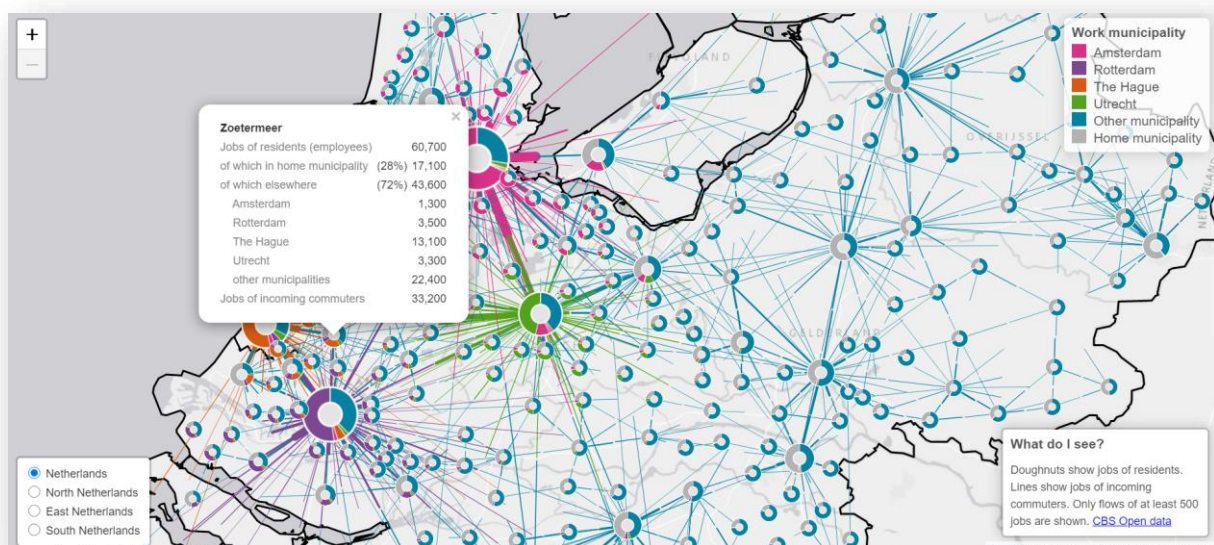 +
−
FLEVOLAND
OVERIJSSEL
GELDERLAND
Work municipality
Amsterdam
Rotterdam
The Hague
Utrecht
Other municipality
Home municipality
×
Zoetermeer
Jobs of residents (employees) 60,700
of which in home municipality (28%) 17,100
of which elsewhere (72%) 43,600
Amsterdam 1,300
Rotterdam 3,500
The Hague 13,100
Utrecht 3,300
other municipalities 22,400
Jobs of incoming commuters 33,200
Netherlands
North Netherlands
East Netherlands
South Netherlands
What do I see?
Doughnuts show jobs of residents.
Lines show jobs of incoming
commuters. Only flows of at least 500
jobs are shown. CBS Open data